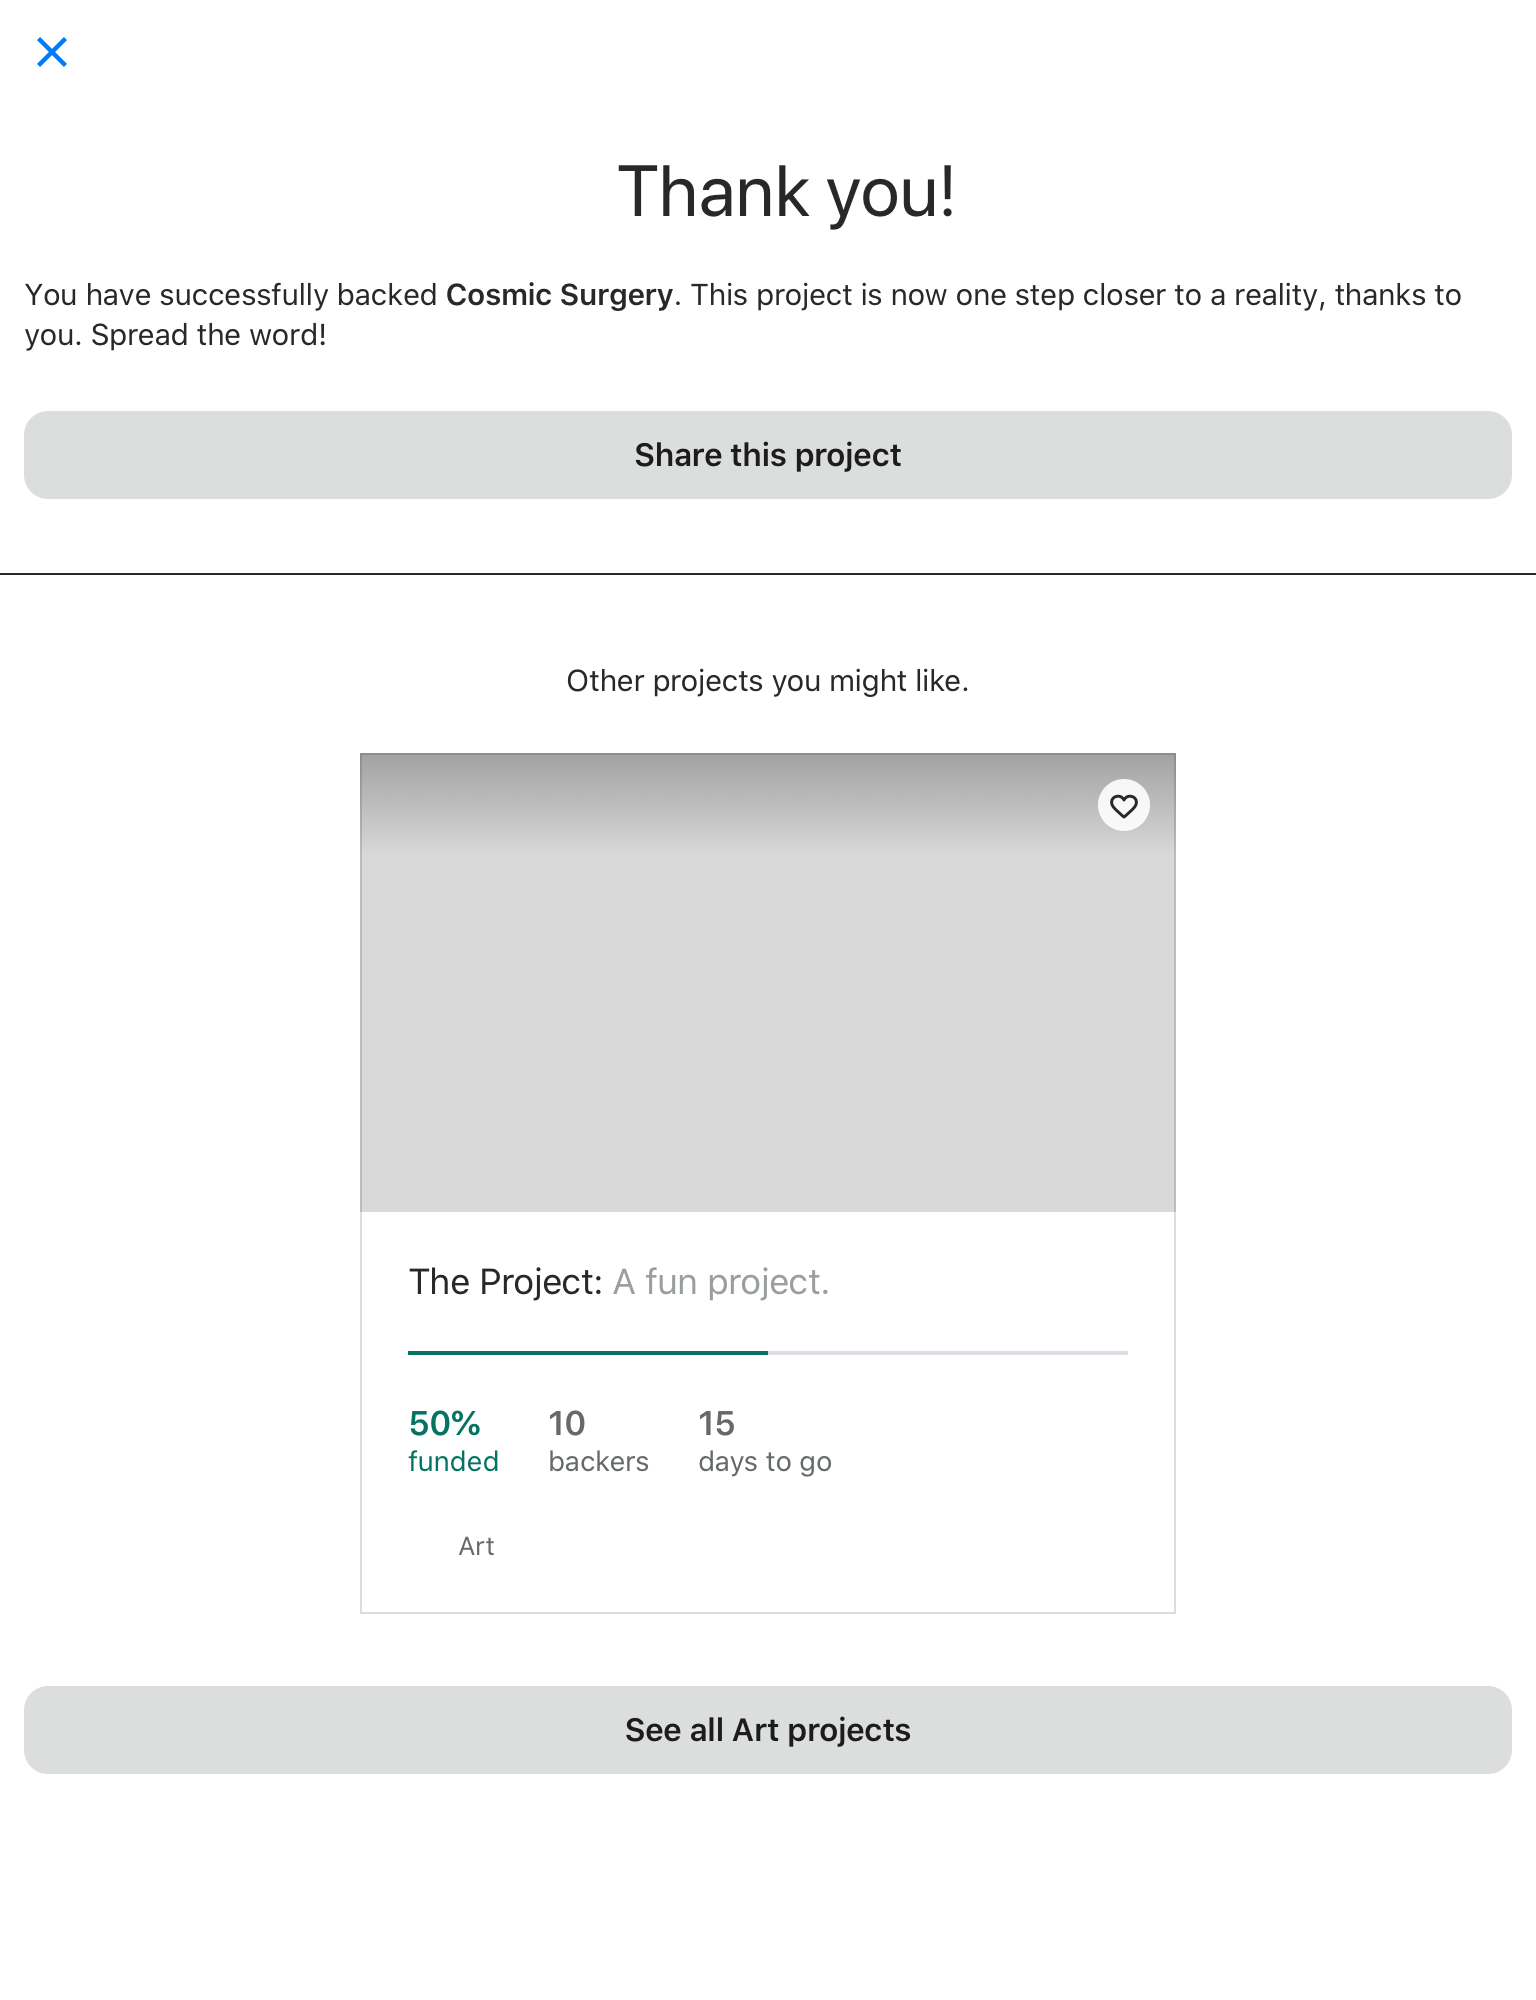 Thank you!
You have successfully backed Cosmic Surgery. This project is now one step closer to a reality, thanks to
you. Spread the word!
Share this project
Other projects you might like.
The Project: A fun project.
50% 10 15
funded backers days to go
Art
See all Art projects